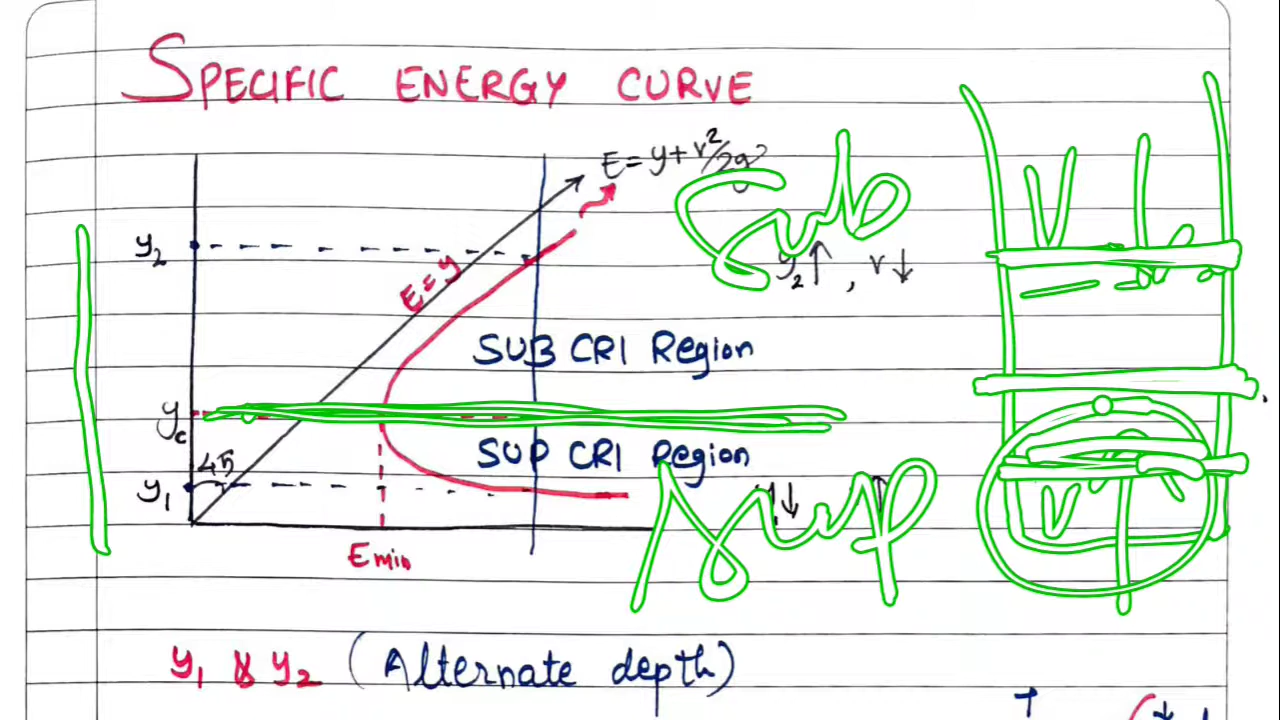 SPECIFIC ENERGY CURVE
E = y + v²/2g
Sub
y₂
E = y
y₂ ↑ , v ↓
SUB CRI Region
yc
45
SUP CRI Region
y₁
Sup
Emin
y₁ & y₂ (Alternate depth)